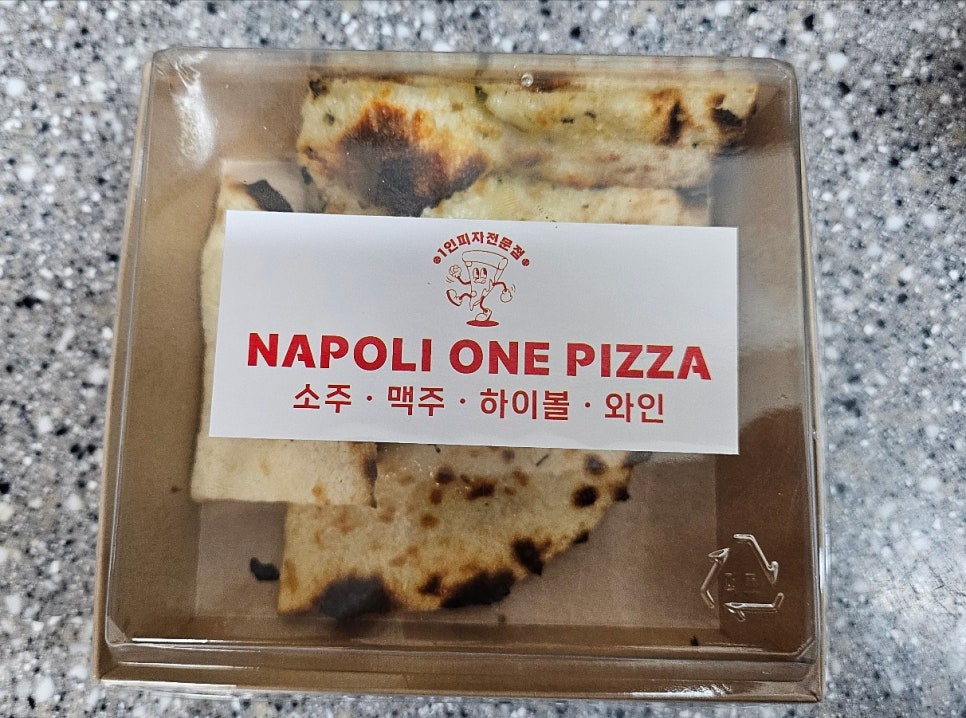 1인피자전문점
NAPOLI ONE PIZZA
소주 · 맥주 · 하이볼 · 와인